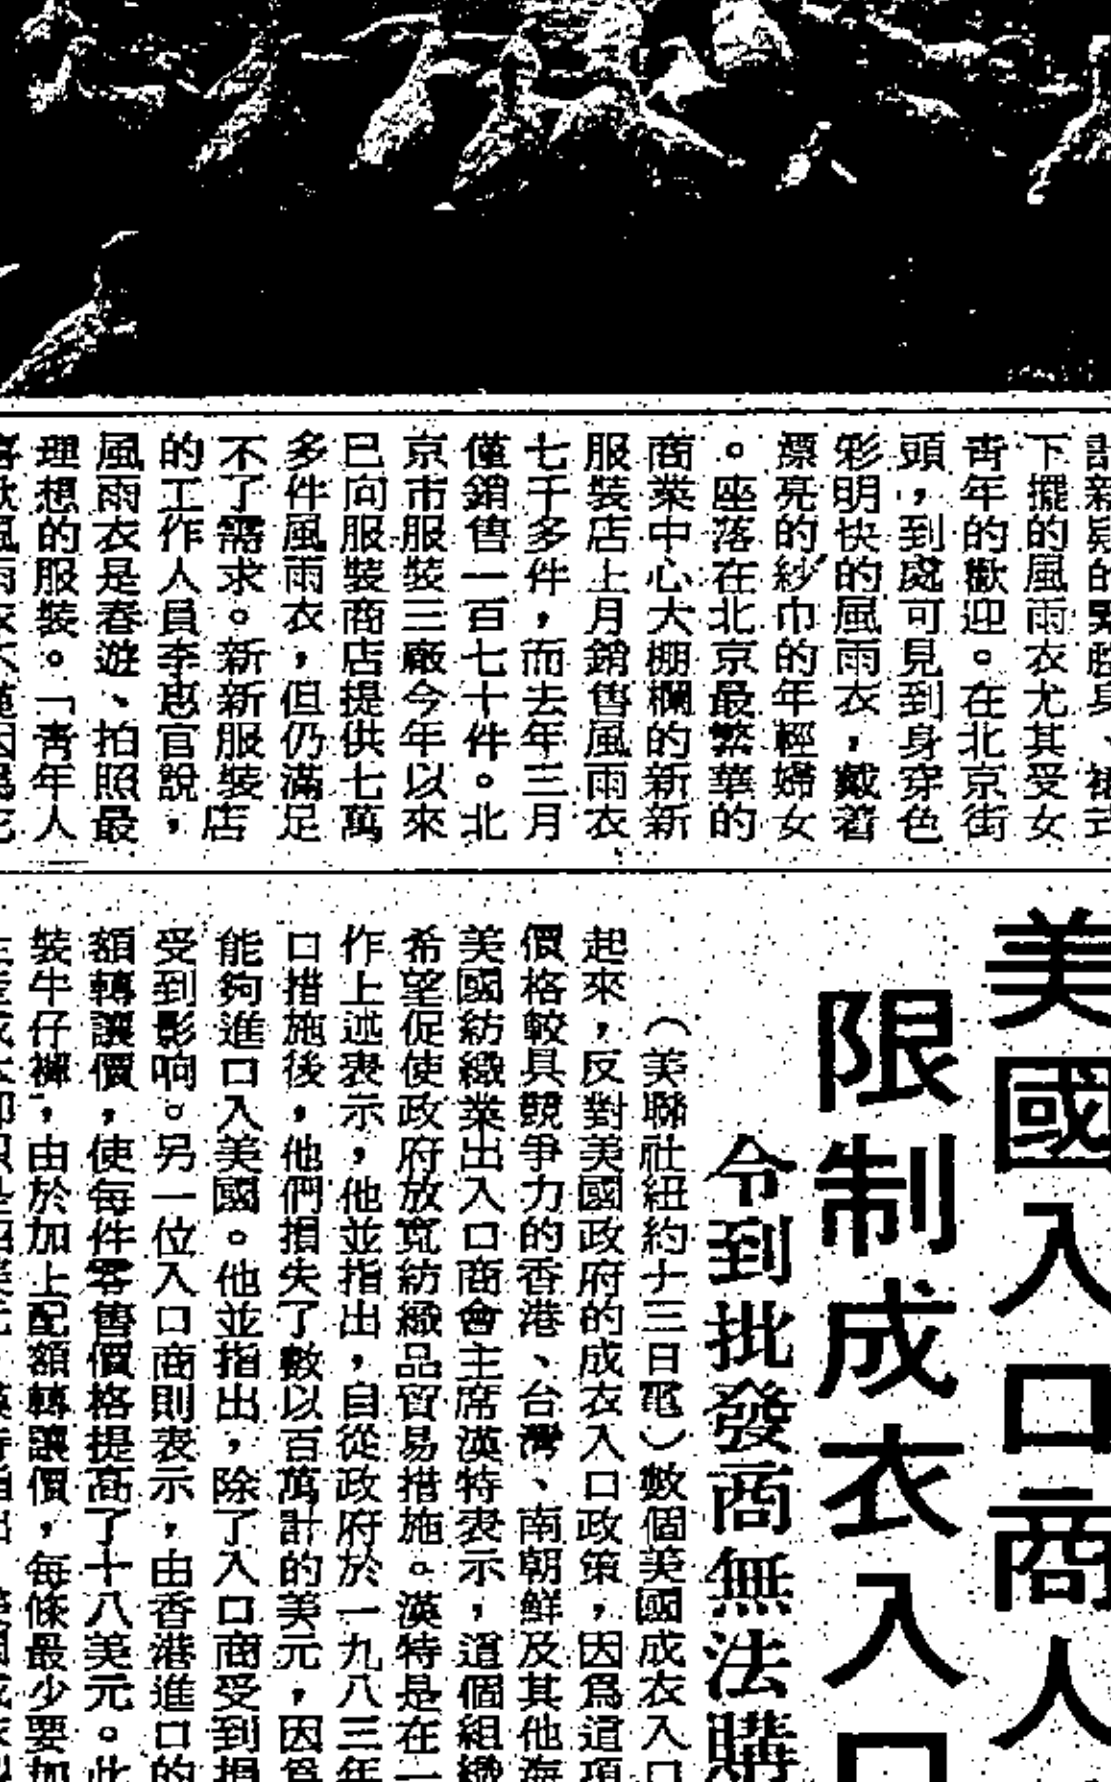 下擺的風雨衣尤其受女
青年的歡迎。在北京街
頭，到處可見到身穿色
彩明快的風雨衣，戴着
漂亮的紗巾的年輕婦女
。座落在北京最繁華的
商業中心大棚欄的新新
服裝店上月銷售風雨衣
七千多件，而去年三月
僅銷售一百七十件。北
京市服裝三廠今年以來
已向服裝商店提供七萬
多件風雨衣，但仍滿足
不了需求。新新服裝店
的工作人員李惠官說，
風雨衣是春遊、拍照最
理想的服裝。「青年人
美國入口商人
限制成衣入口
令到批發商無法購
（美聯社紐約十三日電）數個美國成衣入口
起來，反對美國政府的成衣入口政策，因爲這項
價格較具競爭力的香港、台灣、南朝鮮及其他海
美國紡織業出入口商會主席漢特表示，這個組織
希望促使政府放寬紡織品貿易措施。漢特是在一
作上述表示，他並指出，自從政府於一九八三年
口措施後，他們損失了數以百萬計的美元，因爲
能夠進口入美國。他並指出，除了入口商受到損
受到影响。另一位入口商則表示，由香港進口的
額轉讓價，使每件零售價格提高了十八美元。此
裝牛仔褲，由於加上配額轉讓價，每條最少要加